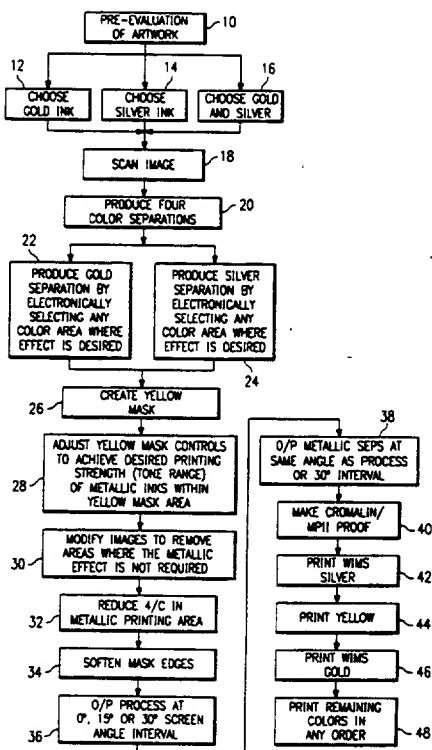 PRE-EVALUATION
OF ARTWORK
10
12
14
16
CHOOSE
GOLD INK
CHOOSE
SILVER INK
CHOOSE GOLD
AND SILVER
SCAN IMAGE
18
PRODUCE FOUR
COLOR SEPARATIONS
20
22
PRODUCE GOLD
SEPARATION BY
ELECTRONICALLY
SELECTING ANY
COLOR AREA WHERE
EFFECT IS DESIRED
PRODUCE SILVER
SEPARATION BY
ELECTRONICALLY
SELECTING ANY
COLOR AREA WHERE
EFFECT IS DESIRED
24
CREATE YELLOW
MASK
26
ADJUST YELLOW MASK CONTROLS
TO ACHIEVE DESIRED PRINTING
STRENGTH (TONE RANGE)
OF METALLIC INKS WITHIN
YELLOW MASK AREA
28
MODIFY IMAGES TO REMOVE
AREAS WHERE THE METALLIC
EFFECT IS NOT REQUIRED
30
REDUCE 4/C IN
METALLIC PRINTING AREA
32
SOFTEN MASK EDGES
34
O/P PROCESS AT
0°, 15° OR 30° SCREEN
ANGLE INTERVAL
36
38
O/P METALLIC SEPS AT
SAME ANGLE AS PROCESS
OR 30° INTERVAL
MAKE CROMALIN/
MPII PROOF
40
PRINT WIMS
SILVER
42
PRINT YELLOW
44
PRINT WIMS
GOLD
46
PRINT REMAINING
COLORS IN
ANY ORDER
48